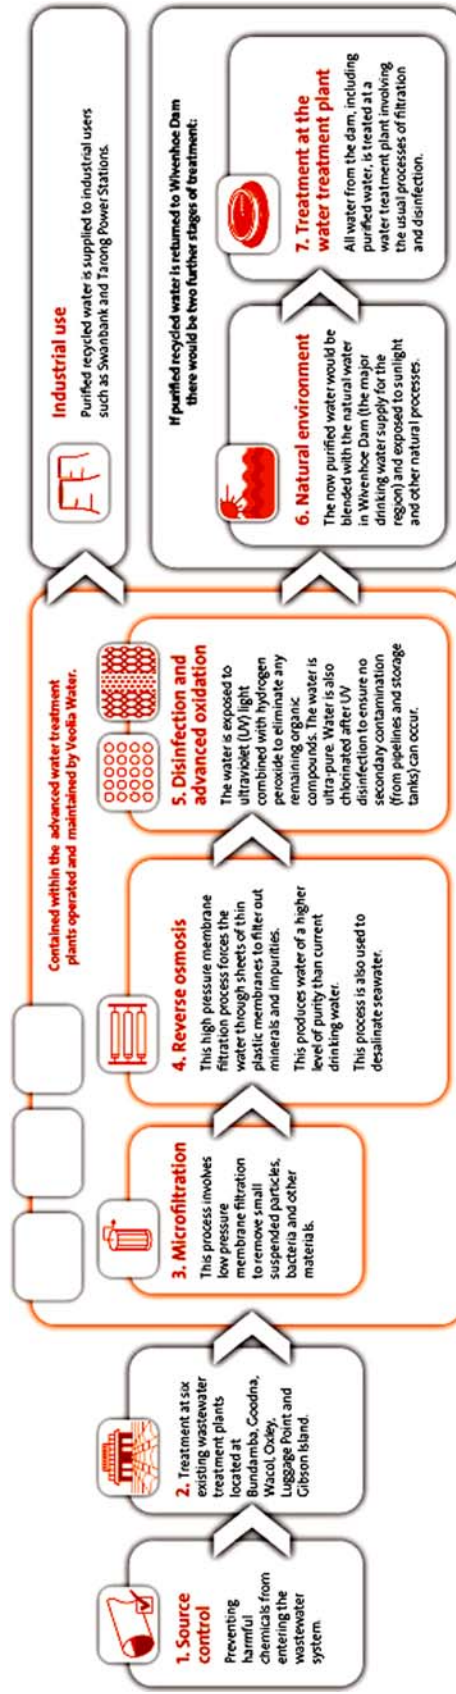 1. Source
control
Preventing
harmful
chemicals from
entering the
wastewater
system.
2. Treatment at six
existing wastewater
treatment plants
located at
Bundamba, Goodna,
Wacol, Oxley,
Luggage Point and
Gibson Island.
Contained within the advanced water treatment
plants operated and maintained by Veolia Water.
3. Microfiltration
This process involves
low pressure
membrane filtration
to remove small
suspended particles,
bacteria and other
materials.
4. Reverse osmosis
This high pressure membrane
filtration process forces the
water through sheets of thin
plastic membranes to filter out
minerals and impurities.
This produces water of a higher
level of purity than current
drinking water.
This process is also used to
desalinate seawater.
5. Disinfection and
advanced oxidation
The water is exposed to
ultraviolet (UV) light
combined with hydrogen
peroxide to eliminate any
remaining organic
compounds. The water is
ultra-pure. Water is also
chlorinated after UV
disinfection to ensure no
secondary contamination
(from pipelines and storage
tanks) can occur.
Industrial use
Purified recycled water is supplied to industrial users
such as Swanbank and Tarong Power Stations.
If purified recycled water is returned to Wivenhoe Dam
there would be two further stages of treatment:
6. Natural environment
The now purified water would be
blended with the natural water
in Wivenhoe Dam (the major
drinking water supply for the
region) and exposed to sunlight
and other natural processes.
7. Treatment at the
water treatment plant
All water from the dam, including
purified water, is treated at a
water treatment plant involving
the usual processes of filtration
and disinfection.